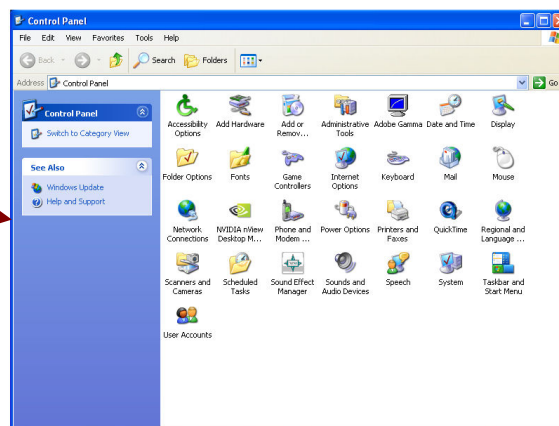 Control Panel
File Edit View Favorites Tools Help
Back Search Folders
Address Control Panel Go
Control Panel
Switch to Category View
See Also
Windows Update
Help and Support
Accessibility Options
Add Hardware
Add or Remov...
Administrative Tools
Adobe Gamma
Date and Time
Display
Folder Options
Fonts
Game Controllers
Internet Options
Keyboard
Mail
Mouse
Network Connections
NVIDIA nView Desktop M...
Phone and Modem ...
Power Options
Printers and Faxes
QuickTime
Regional and Language ...
Scanners and Cameras
Scheduled Tasks
Sound Effect Manager
Sounds and Audio Devices
Speech
System
Taskbar and Start Menu
User Accounts